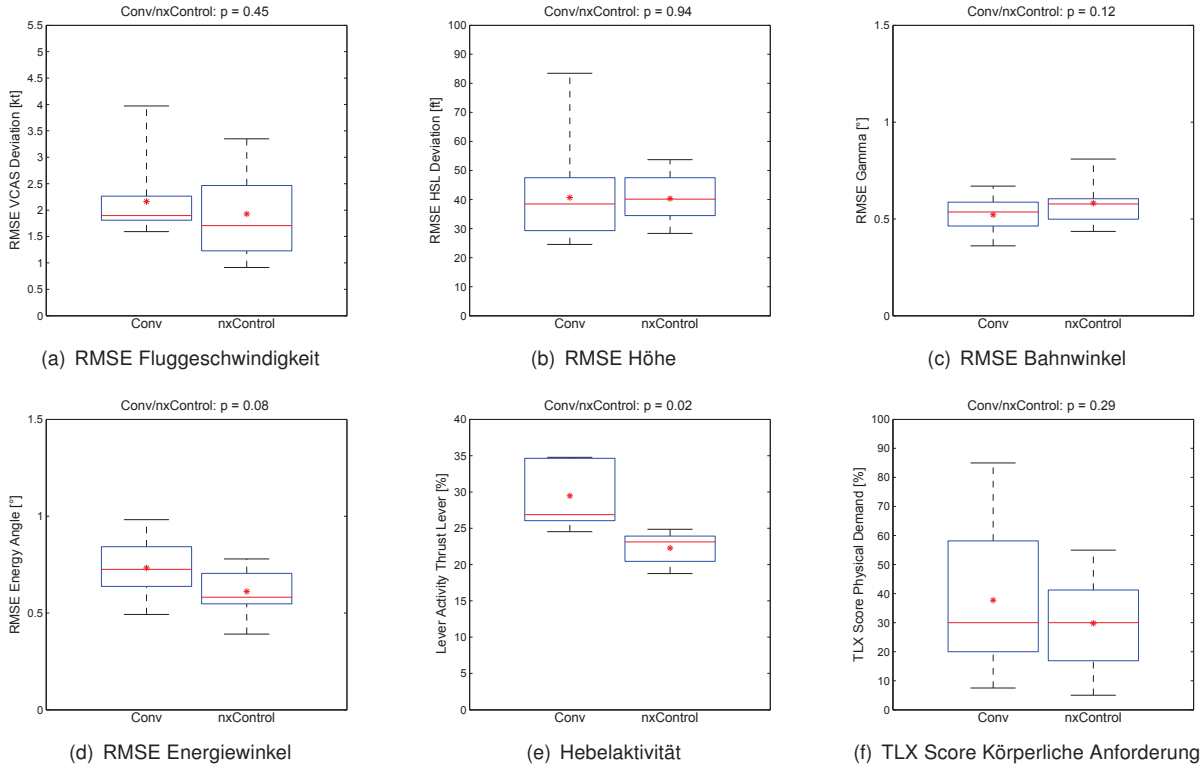 Conv/nxControl: p = 0.45
RMSE VCAS Deviation [kt]
5.5
5
4.5
4
3.5
3
2.5
2
1.5
1
0.5
0
Conv nxControl
(a) RMSE Fluggeschwindigkeit
Conv/nxControl: p = 0.94
RMSE HSL Deviation [ft]
100
90
80
70
60
50
40
30
20
10
0
Conv nxControl
(b) RMSE Höhe
Conv/nxControl: p = 0.12
RMSE Gamma [°]
1.5
1
0.5
0
Conv nxControl
(c) RMSE Bahnwinkel
Conv/nxControl: p = 0.08
RMSE Energy Angle [°]
1.5
1
0.5
0
Conv nxControl
(d) RMSE Energiewinkel
Conv/nxControl: p = 0.02
Lever Activity Thrust Lever [%]
40
35
30
25
20
15
10
5
0
Conv nxControl
(e) Hebelaktivität
Conv/nxControl: p = 0.29
TLX Score Physical Demand [%]
100
90
80
70
60
50
40
30
20
10
0
Conv nxControl
(f) TLX Score Körperliche Anforderung